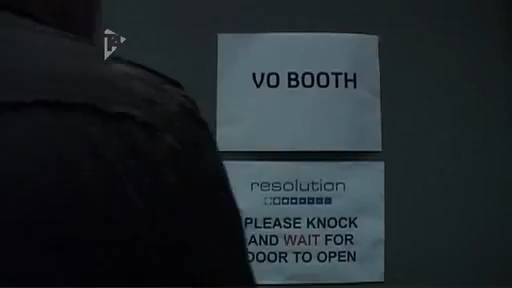 VO BOOTH
resolution
PLEASE KNOCK
AND WAIT FOR
DOOR TO OPEN